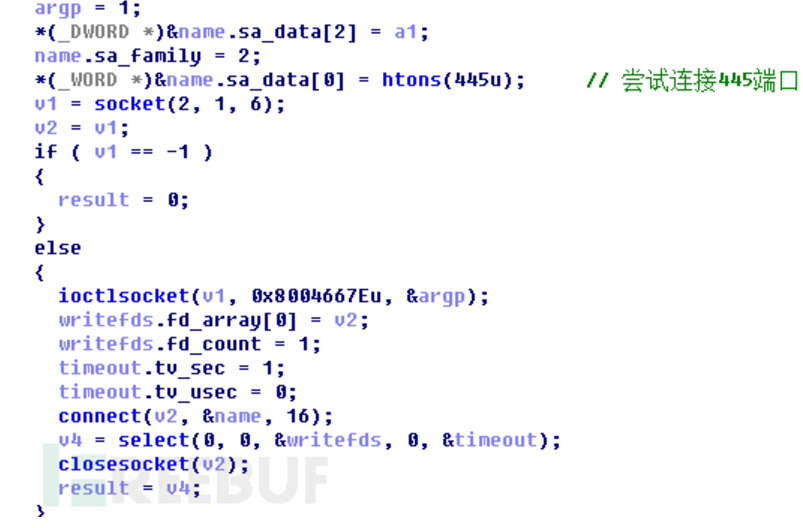 argp = 1;
*(_DWORD *)&name.sa_data[2] = a1;
name.sa_family = 2;
*(_WORD *)&name.sa_data[0] = htons(445u);      // 尝试连接445端口
v1 = socket(2, 1, 6);
v2 = v1;
if ( v1 == -1 )
{
  result = 0;
}
else
{
  ioctlsocket(v1, 0x8004667Eu, &argp);
  writefds.fd_array[0] = v2;
  writefds.fd_count = 1;
  timeout.tv_sec = 1;
  timeout.tv_usec = 0;
  connect(v2, &name, 16);
  v4 = select(0, 0, &writefds, 0, &timeout);
  closesocket(v2);
  result = v4;
}
FREEBUF